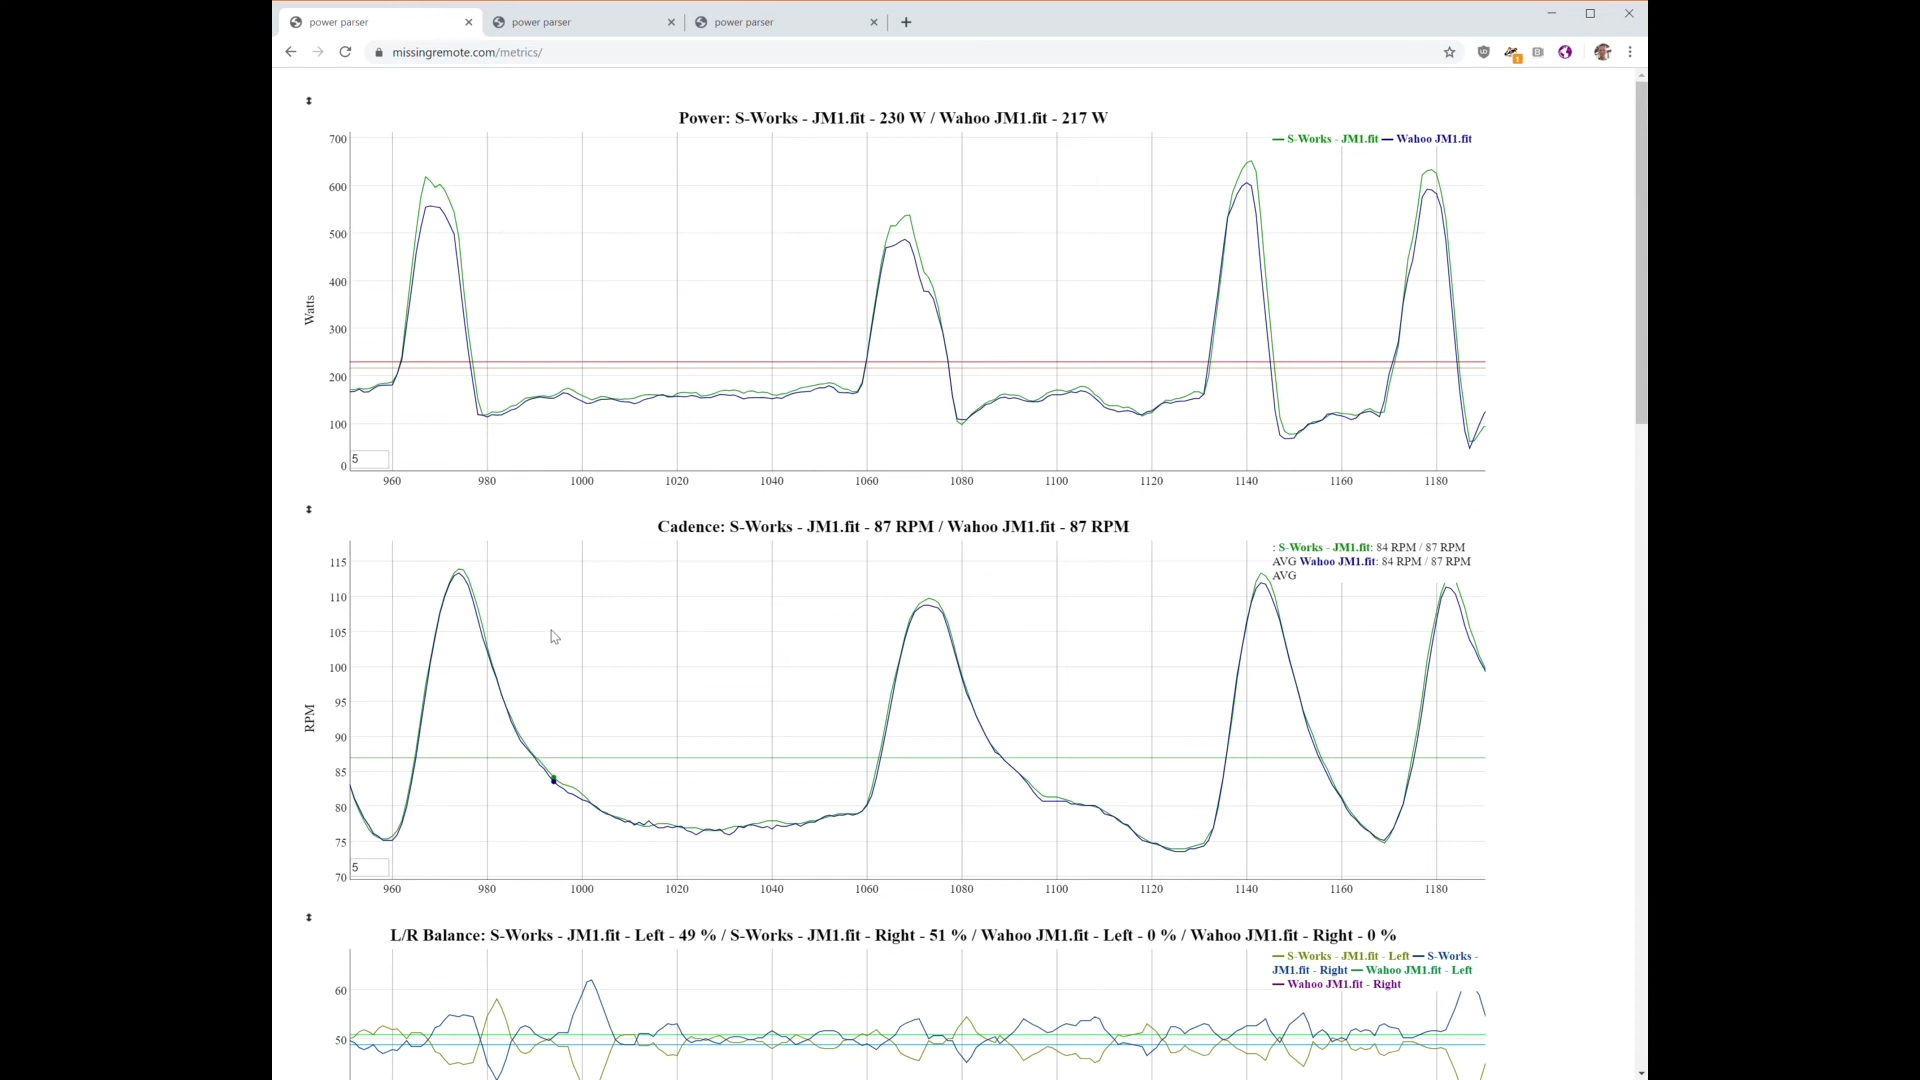 power parser
power parser
power parser
missingremote.com/metrics/
1
Power: S-Works - JM1.fit - 230 W / Wahoo JM1.fit - 217 W
S-Works - JM1.fit Wahoo JM1.fit
700
600
500
400
300
200
100
0
Watts
5
960 980 1000 1020 1040 1060 1080 1100 1120 1140 1160 1180
Cadence: S-Works - JM1.fit - 87 RPM / Wahoo JM1.fit - 87 RPM
: S-Works - JM1.fit: 84 RPM / 87 RPM
AVG Wahoo JM1.fit: 84 RPM / 87 RPM
AVG
115
110
105
100
95
90
85
80
75
70
RPM
5
960 980 1000 1020 1040 1060 1080 1100 1120 1140 1160 1180
L/R Balance: S-Works - JM1.fit - Left - 49 % / S-Works - JM1.fit - Right - 51 % / Wahoo JM1.fit - Left - 0 % / Wahoo JM1.fit - Right - 0 %
S-Works - JM1.fit - Left S-Works -
JM1.fit - Right Wahoo JM1.fit - Left
Wahoo JM1.fit - Right
60
50